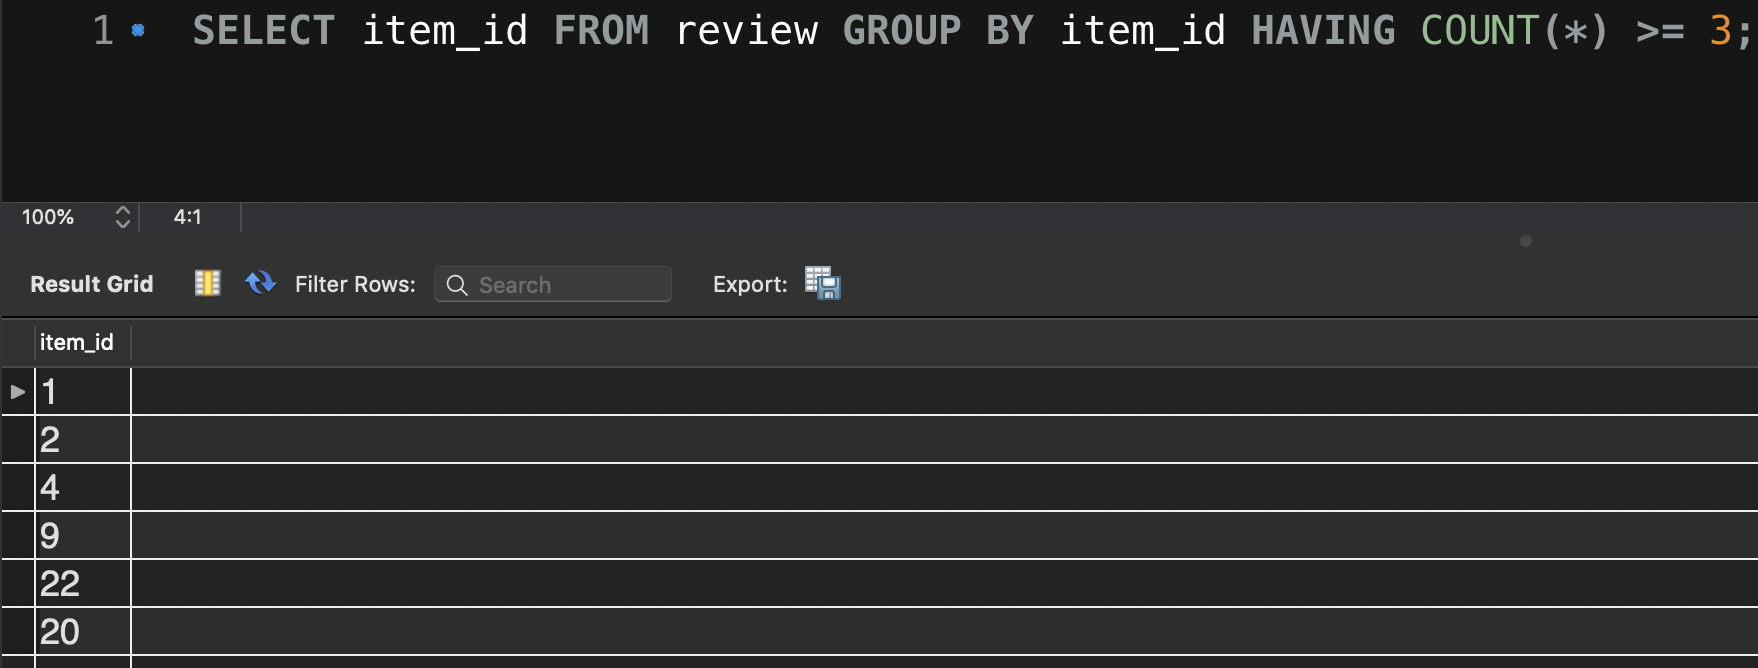 1 SELECT item_id FROM review GROUP BY item_id HAVING COUNT(*) >= 3;
100% 4:1
Result Grid Filter Rows: Search Export:
item_id
1
2
4
9
22
20